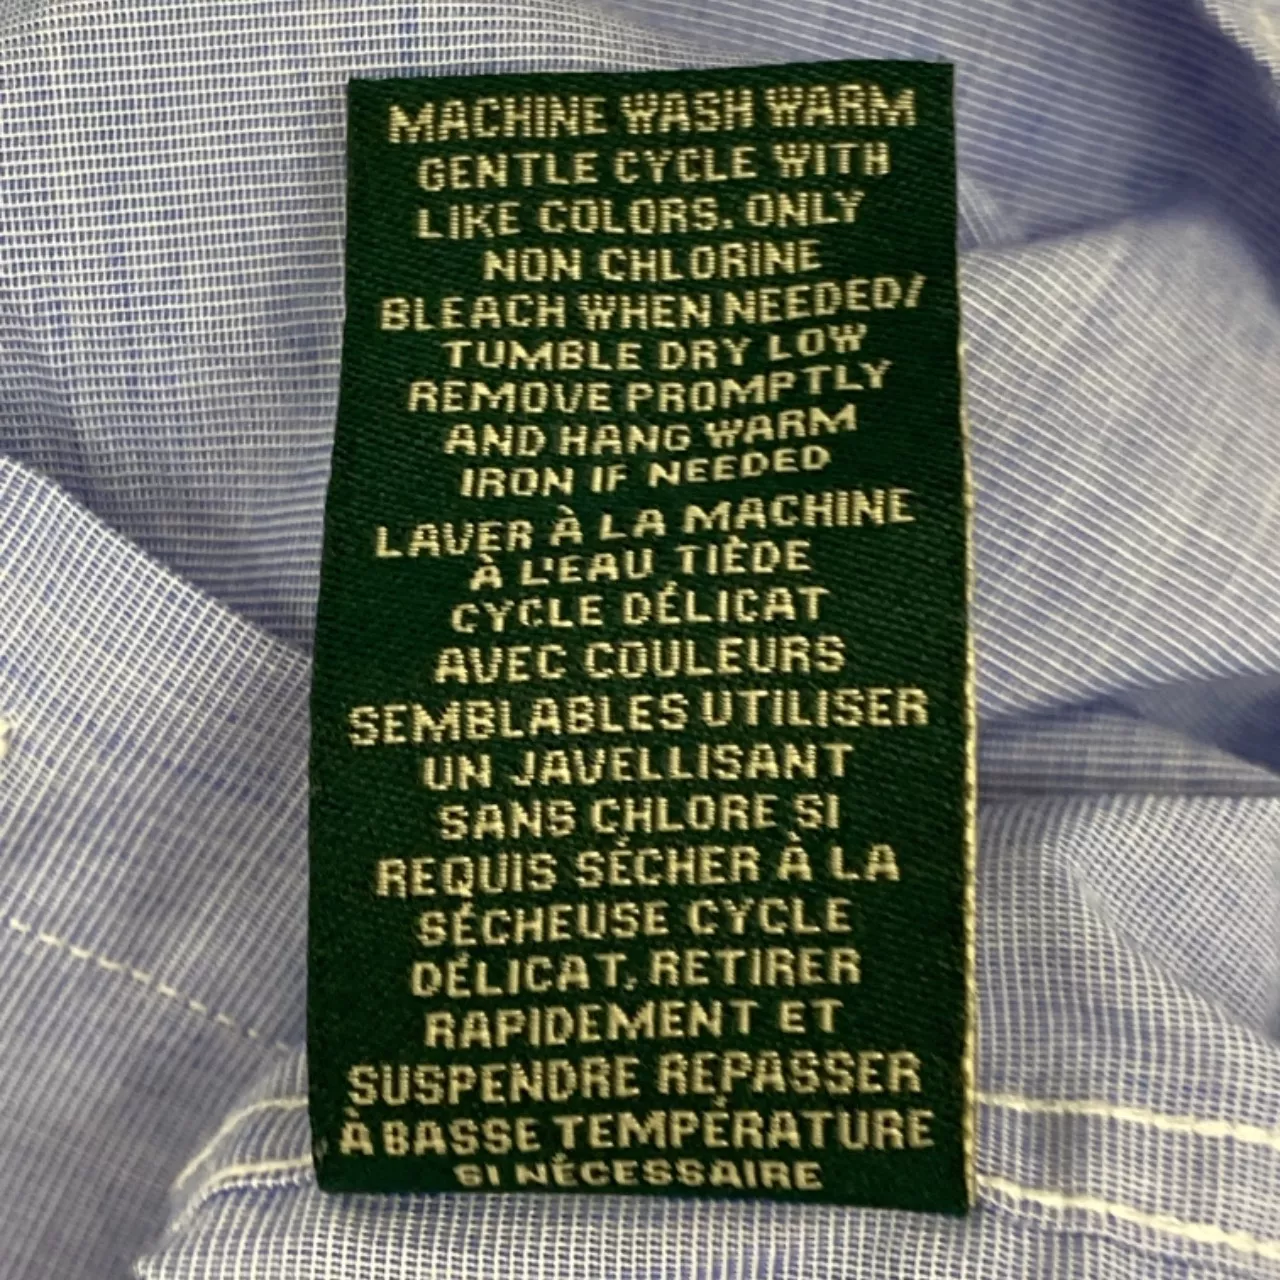 MACHINE WASH WARM
GENTLE CYCLE WITH
LIKE COLORS. ONLY
NON CHLORINE
BLEACH WHEN NEEDED/
TUMBLE DRY LOW
REMOVE PROMPTLY
AND HANG WARM
IRON IF NEEDED
LAVER À LA MACHINE
À L'EAU TIÈDE
CYCLE DÉLICAT
AVEC COULEURS
SEMBLABLES UTILISER
UN JAVELLISANT
SANS CHLORE SI
REQUIS SÉCHER À LA
SÉCHEUSE CYCLE
DÉLICAT, RETIRER
RAPIDEMENT ET
SUSPENDRE REPASSER
À BASSE TEMPÉRATURE
SI NÉCESSAIRE